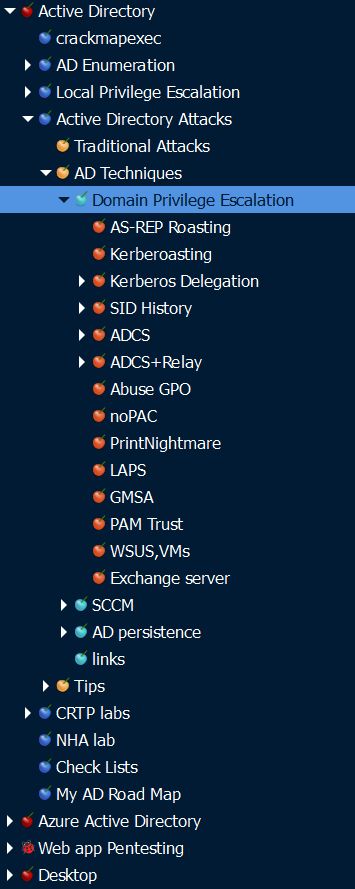 Active Directory
crackmapexec
AD Enumeration
Local Privilege Escalation
Active Directory Attacks
Traditional Attacks
AD Techniques
Domain Privilege Escalation
AS-REP Roasting
Kerberoasting
Kerberos Delegation
SID History
ADCS
ADCS+Relay
Abuse GPO
noPAC
PrintNightmare
LAPS
GMSA
PAM Trust
WSUS,VMs
Exchange server
SCCM
AD persistence
links
Tips
CRTP labs
NHA lab
Check Lists
My AD Road Map
Azure Active Directory
Web app Pentesting
Desktop